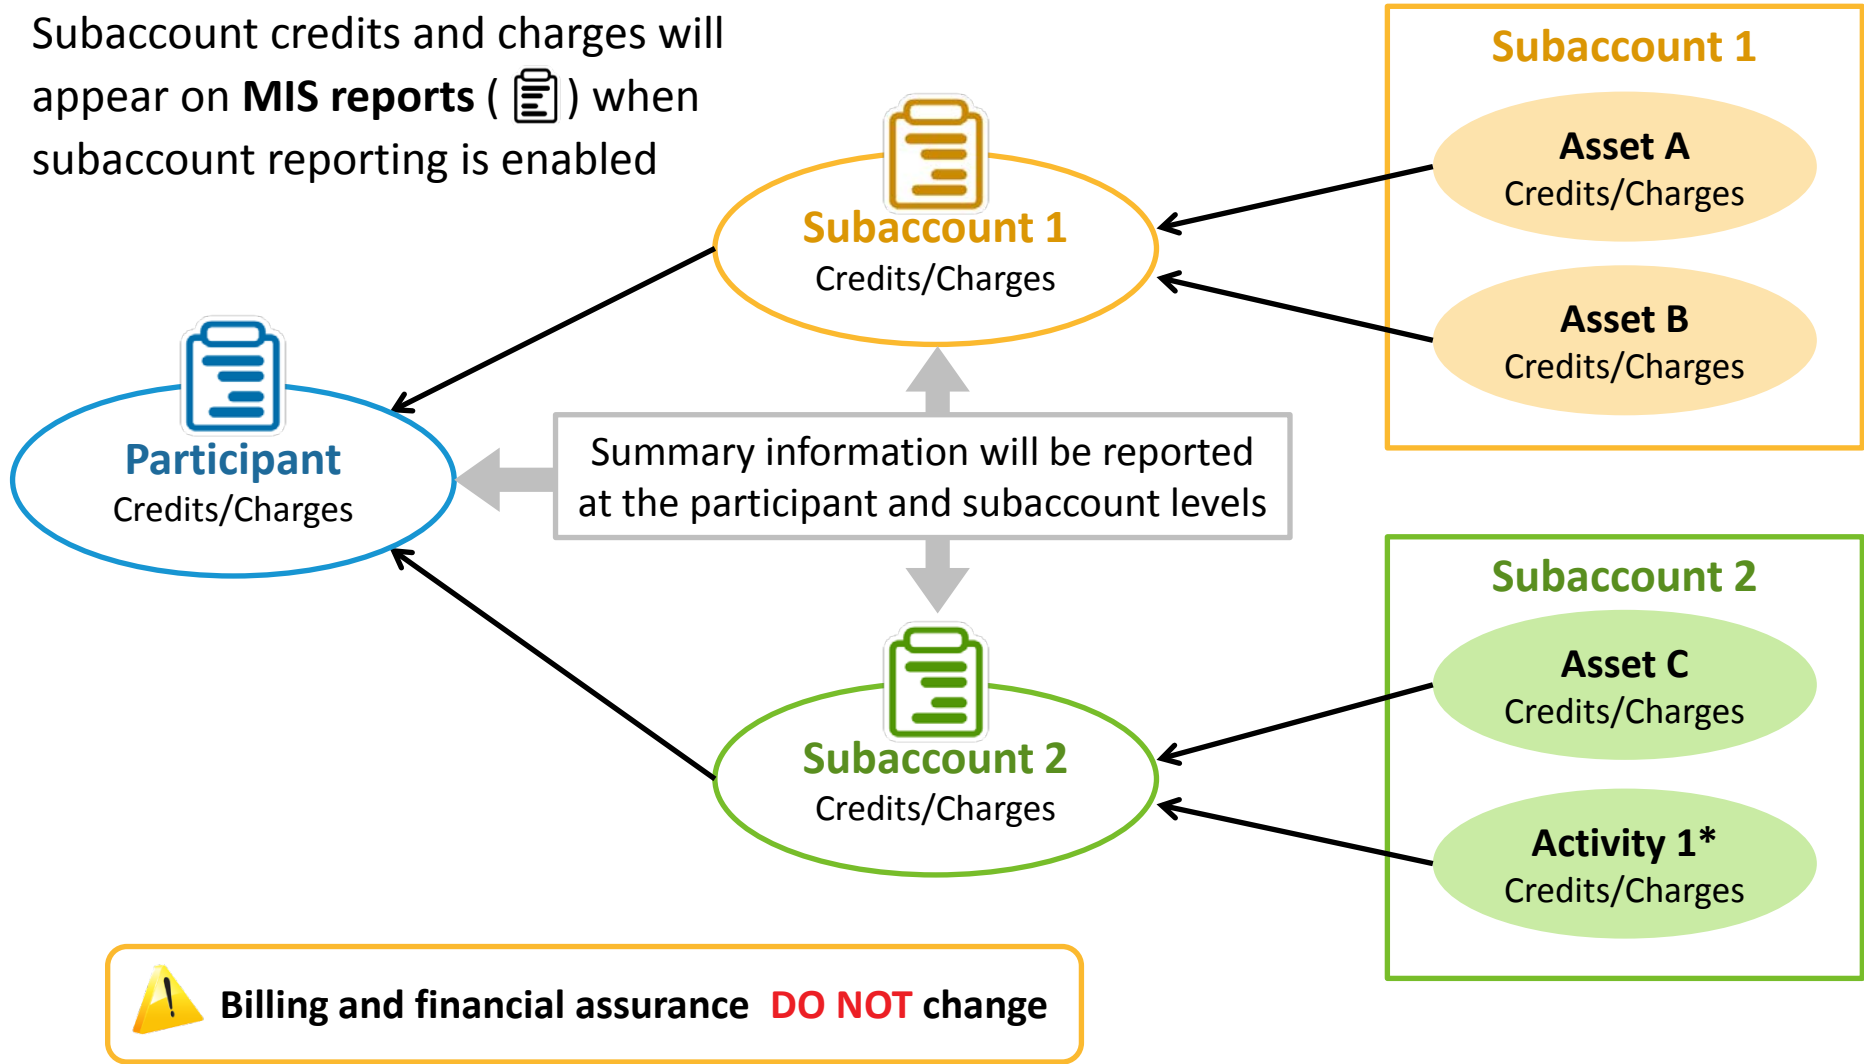 Subaccount credits and charges will
appear on MIS reports ( ) when
subaccount reporting is enabled
Subaccount 1
Asset A
Credits/Charges
Asset B
Credits/Charges
Subaccount 1
Credits/Charges
Participant
Credits/Charges
Summary information will be reported
at the participant and subaccount levels
Subaccount 2
Asset C
Credits/Charges
Activity 1*
Credits/Charges
Subaccount 2
Credits/Charges
Billing and financial assurance DO NOT change